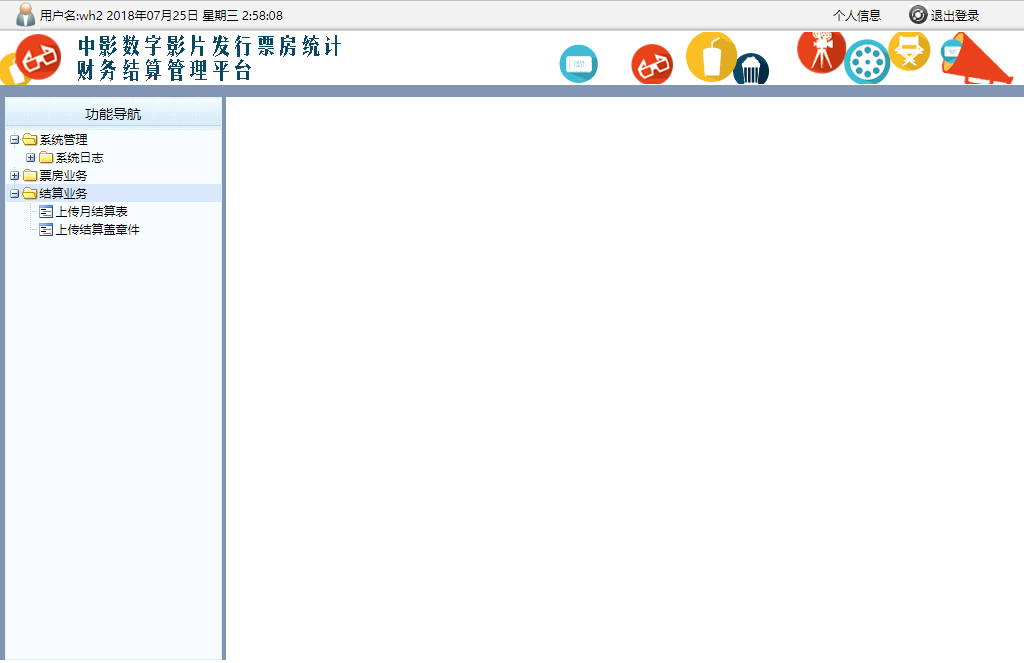 用户名:wh2 2018年07月25日 星期三 2:58:08
个人信息 退出登录
中影数字影片发行票房统计
财务结算管理平台
功能导航
系统管理
系统日志
票房业务
结算业务
上传月结算表
上传结算盖章件